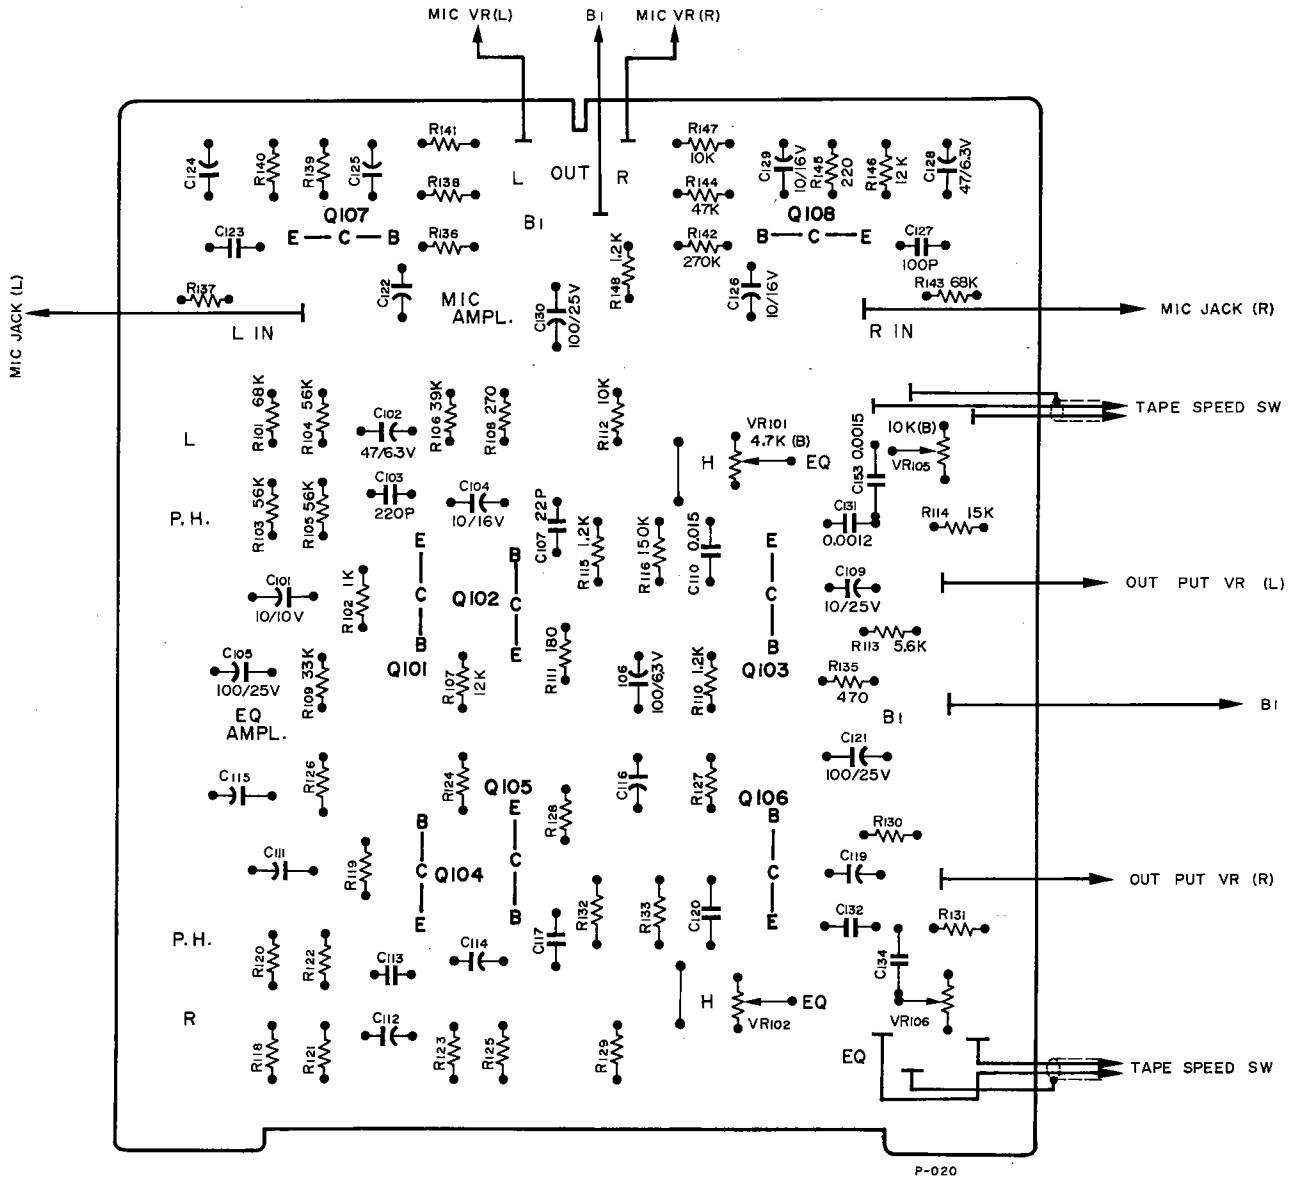 MIC VR(L)
B1
MIC VR(R)
C124
R140
R139
C125
R141
L
OUT
R
R147
10K
C129
10/16V
R145
220
R146
12K
C128
47/6.3V
R138
R144
47K
Q107
E C B
C123
R136
B1
R142
270K
Q108
B C E
C127
100P
R137
C122
MIC
AMPL.
C130
100/25V
R148 1.2K
C126
10/16V
R143 68K
MIC JACK (L)
L IN
R IN
MIC JACK (R)
R101 68K
R104 56K
C102
47/6.3V
R106 39K
R108 270
R112 10K
VR101
4.7K (B)
H
EQ
C153 0.0015
10K(B)
VR105
TAPE SPEED SW
L
P.H.
R103 56K
R105 56K
C103
220P
C104
10/16V
C107 22P
R115 1.2K
R116 150K
C110 0.015
C131
0.0012
R114 15K
C101
10/10V
R102 1K
E
C
B
Q101
Q102
B
C
E
E
C
B
Q103
C109
10/25V
OUT PUT VR (L)
R113 5.6K
C105
100/25V
R109 33K
R107
12K
R111 180
106
100/6.3V
R110 1.2K
R135
470
B1
B1
EQ
AMPL.
C115
R126
R124
Q105
E
C
B
R128
C116
R127
Q106
B
C
E
C121
100/25V
R130
C111
R119
B
C
E
Q104
C119
OUT PUT VR (R)
P.H.
R120
R122
C113
C114
C117
R132
R133
C120
C132
R131
C134
R
R118
R121
C112
R123
R125
R129
H
VR102
EQ
VR106
EQ
TAPE SPEED SW
P-020